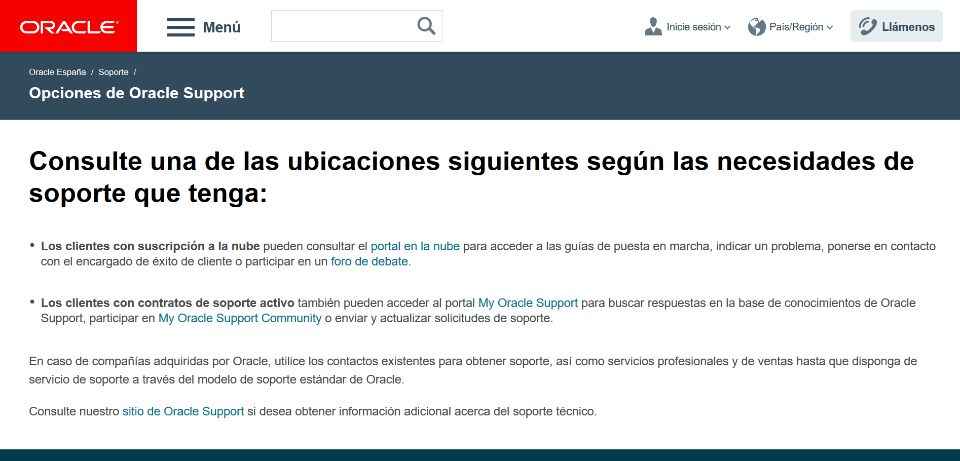 ORACLE
Menú
Inicie sesión
País/Región
Llámenos
Oracle España / Soporte /
Opciones de Oracle Support
Consulte una de las ubicaciones siguientes según las necesidades de
soporte que tenga:
• Los clientes con suscripción a la nube pueden consultar el portal en la nube para acceder a las guías de puesta en marcha, indicar un problema, ponerse en contacto
con el encargado de éxito de cliente o participar en un foro de debate.
• Los clientes con contratos de soporte activo también pueden acceder al portal My Oracle Support para buscar respuestas en la base de conocimientos de Oracle
Support, participar en My Oracle Support Community o enviar y actualizar solicitudes de soporte.
En caso de compañías adquiridas por Oracle, utilice los contactos existentes para obtener soporte, así como servicios profesionales y de ventas hasta que disponga de
servicio de soporte a través del modelo de soporte estándar de Oracle.
Consulte nuestro sitio de Oracle Support si desea obtener información adicional acerca del soporte técnico.